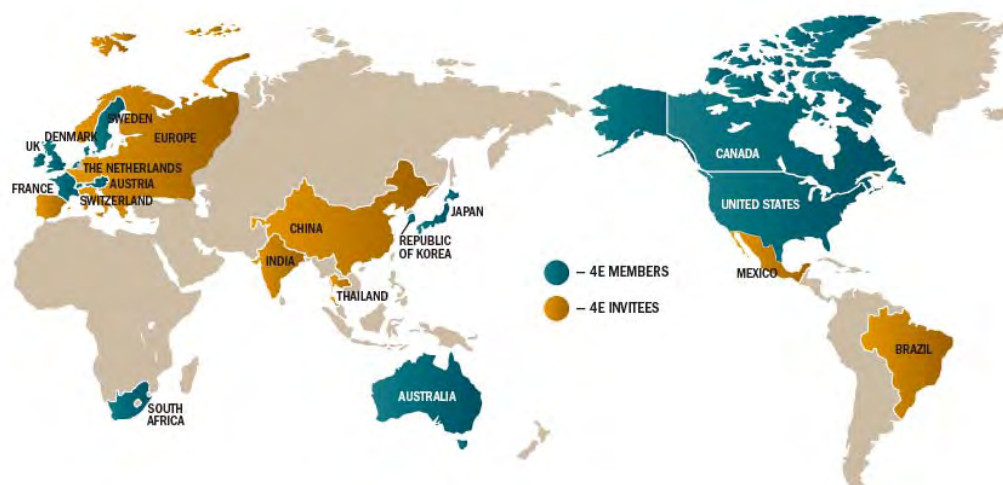 SWEDEN
DENMARK
EUROPE
UK
THE NETHERLANDS
FRANCE
AUSTRIA
SWITZERLAND
CHINA
JAPAN
REPUBLIC
OF KOREA
INDIA
THAILAND
SOUTH
AFRICA
AUSTRALIA
CANADA
UNITED STATES
– 4E MEMBERS
MEXICO
– 4E INVITEES
BRAZIL